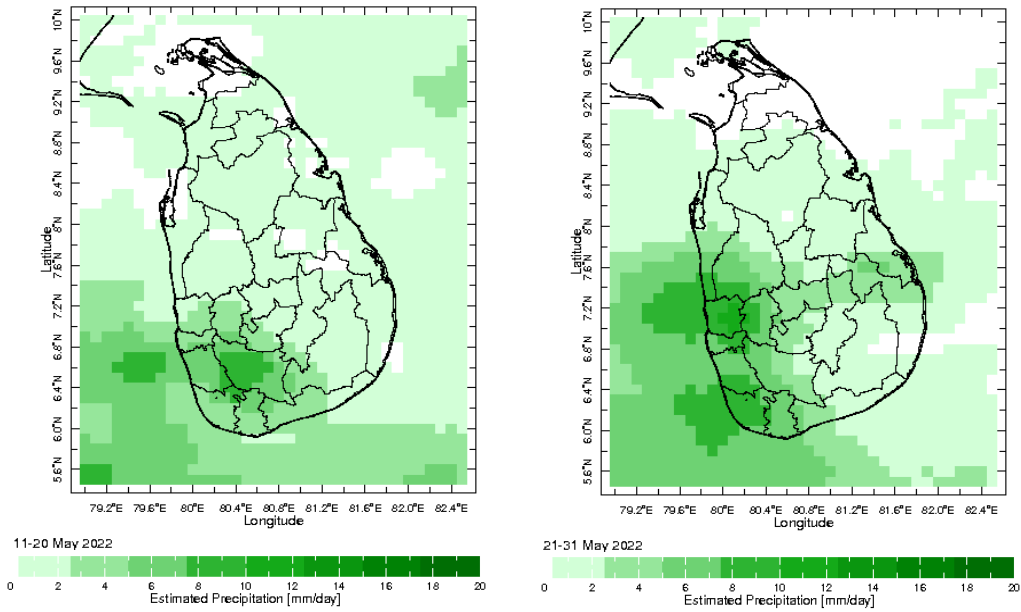 10°N
9.6°N
9.2°N
8.8°N
8.4°N
8°N
7.6°N
7.2°N
6.8°N
6.4°N
6.0°N
5.6°N
Latitude
79.2°E 79.6°E 80°E 80.4°E 80.8°E 81.2°E 81.6°E 82.0°E 82.4°E
Longitude
11-20 May 2022
0 2 4 6 8 10 12 14 16 18 20
Estimated Precipitation [mm/day]
10°N
9.6°N
9.2°N
8.8°N
8.4°N
8°N
7.6°N
7.2°N
6.8°N
6.4°N
6.0°N
5.6°N
Latitude
79.2°E 79.6°E 80°E 80.4°E 80.8°E 81.2°E 81.6°E 82.0°E 82.4°E
Longitude
21-31 May 2022
0 2 4 6 8 10 12 14 16 18 20
Estimated Precipitation [mm/day]